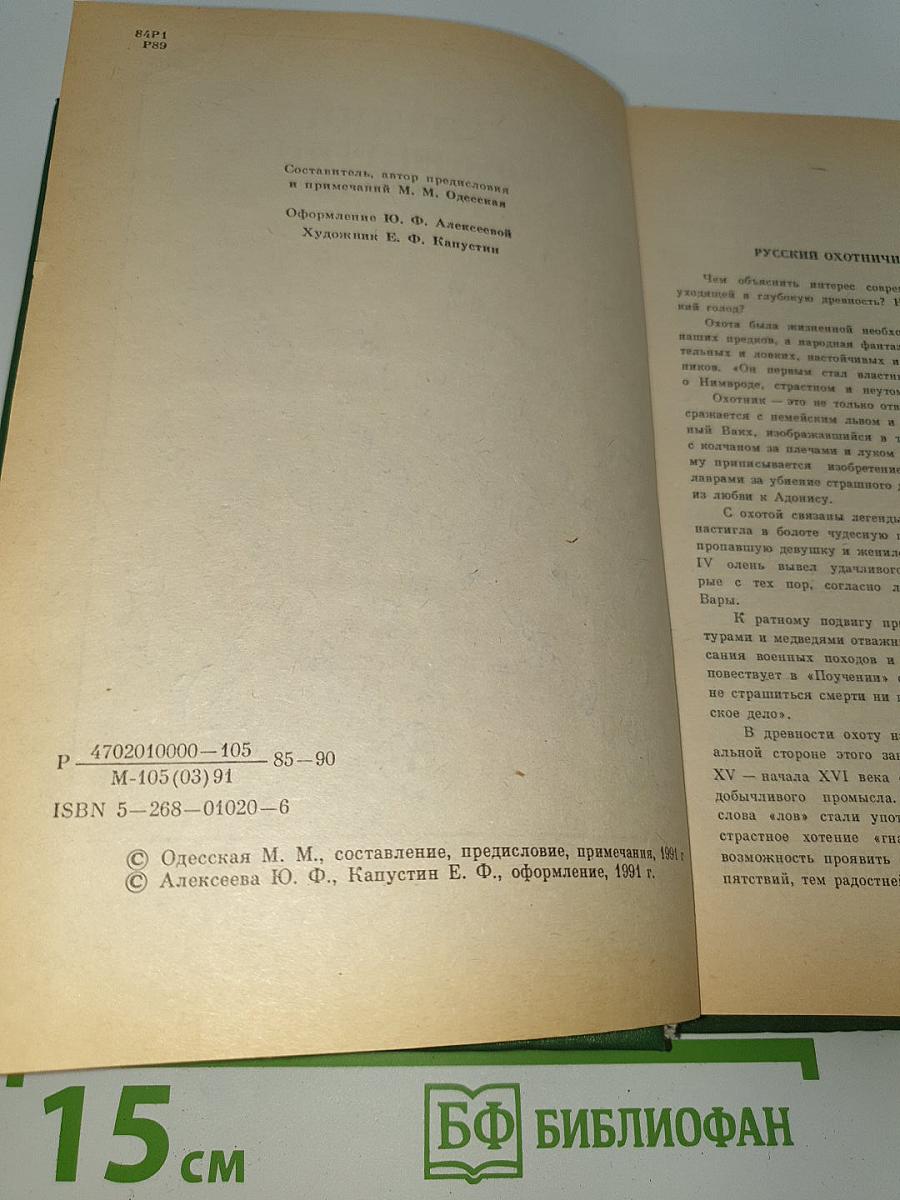 84Р1
Р89
Составитель, автор предисловия
и примечаний М. М. Одесская
Оформление Ю. Ф. Алексеевой
Художник Е. Ф. Капустин
Р 4702010000—105 85—90
М-105(03)91
ISBN 5—268—01020—6
© Одесская М. М., составление, предисловие, примечания, 1991 г
© Алексеева Ю. Ф., Капустин Е. Ф., оформление, 1991 г.
РУССКИЙ ОХОТНИЧИ
Чем объяснить интерес совре
уходящей в глубокую древность?
кий голод?
Охота была жизненной необхо
наших предков, а народная фанта
тельных и ловких, настойчивых и
ников. «Он первым стал власти
о Нимвроде, страстном и неутом
Охотник — это не только отв
сражается с немейским львом и
ный Вакх, изображавшийся в т
с колчаном за плечами и луком
му приписывается изобретение
лаврами за убиение страшного
из любви к Адонису.
С охотой связаны легенды
настигла в болоте чудесную
пропавшую девушку и женил
IV олень вывел удачливого
рые с тех пор, согласно л
Вары.
К ратному подвигу пр
турами и медведями отважн
сания военных походов и
повествует в «Поучении»
не страшиться смерти ни
ское дело».
В древности охоту н
альной стороне этого за
XV — начала XVI века
добычливого промысла.
слова «лов» стали упот
страстное хотение «гна
возможность проявить
пятствий, тем радостне
15 см
БФ БИБЛИОФАН